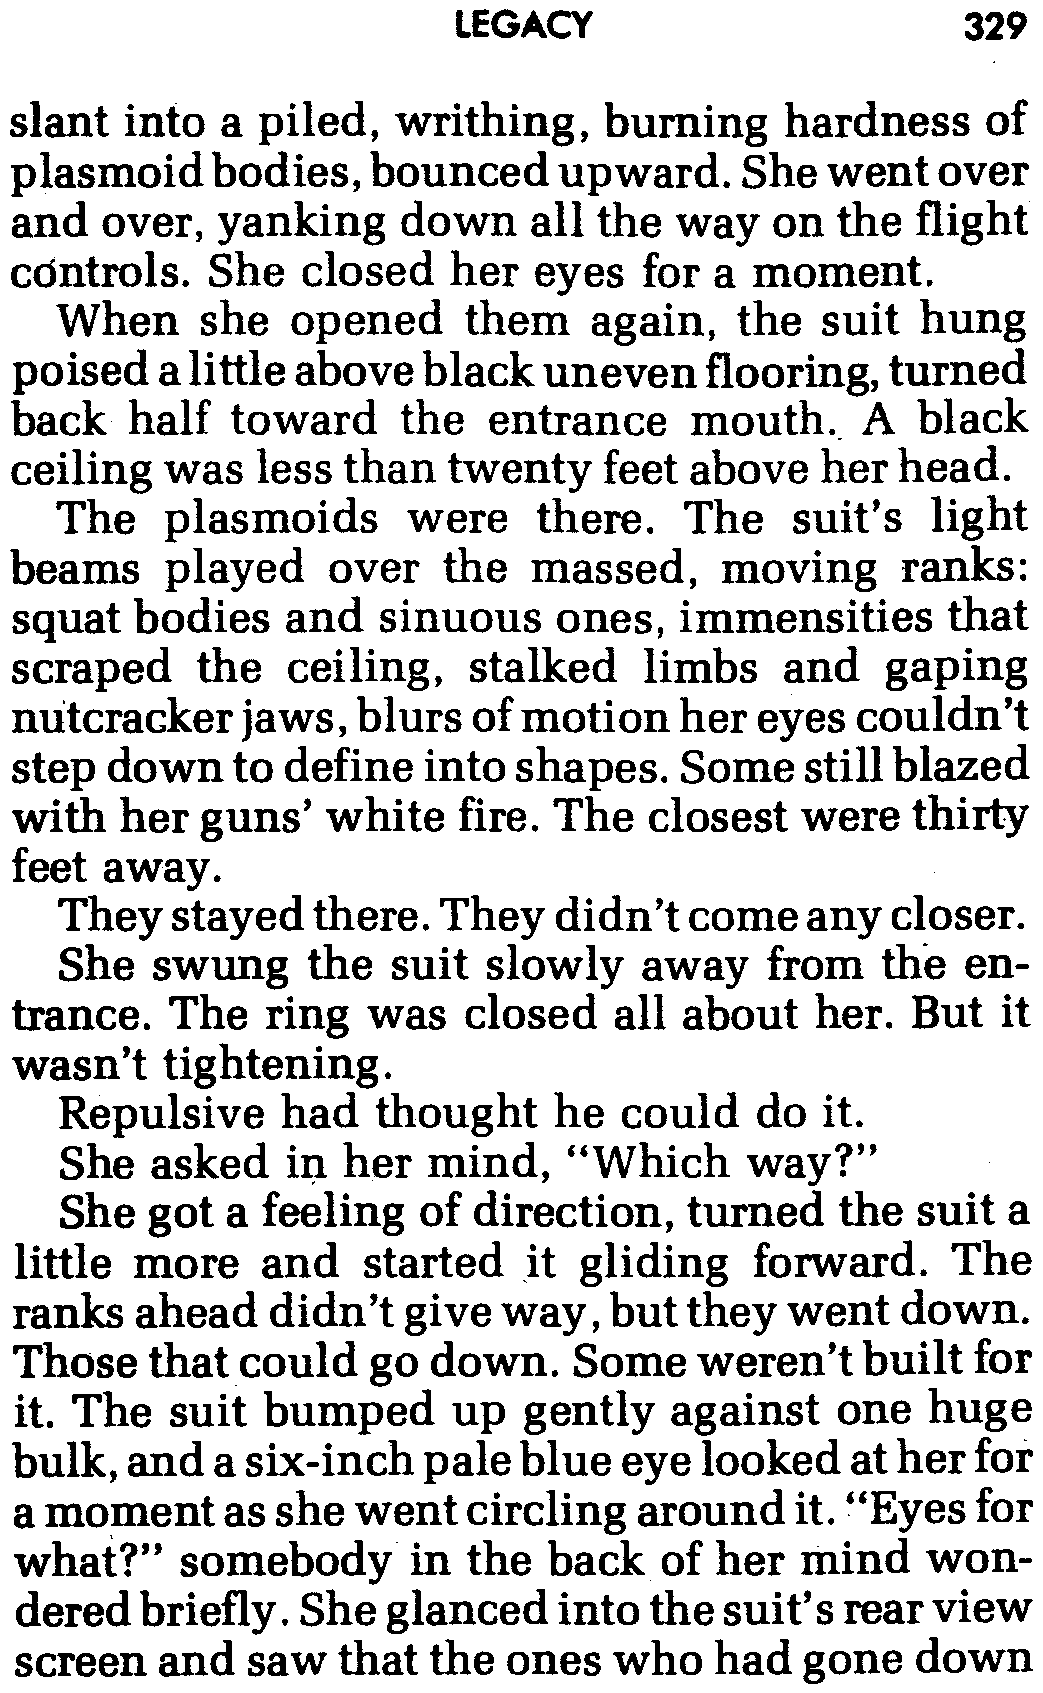 LEGACY 329
slant into a piled, writhing, burning hardness of
plasmoid bodies, bounced upward. She went over
and over, yanking down all the way on the flight
controls. She closed her eyes for a moment.
When she opened them again, the suit hung
poised a little above black uneven flooring, turned
back half toward the entrance mouth. A black
ceiling was less than twenty feet above her head.
The plasmoids were there. The suit's light
beams played over the massed, moving ranks:
squat bodies and sinuous ones, immensities that
scraped the ceiling, stalked limbs and gaping
nutcracker jaws, blurs of motion her eyes couldn't
step down to define into shapes. Some still blazed
with her guns' white fire. The closest were thirty
feet away.
They stayed there. They didn't come any closer.
She swung the suit slowly away from the en-
trance. The ring was closed all about her. But it
wasn't tightening.
Repulsive had thought he could do it.
She asked in her mind, "Which way?"
She got a feeling of direction, turned the suit a
little more and started it gliding forward. The
ranks ahead didn't give way, but they went down.
Those that could go down. Some weren't built for
it. The suit bumped up gently against one huge
bulk, and a six-inch pale blue eye looked at her for
a moment as she went circling around it. "Eyes for
what?" somebody in the back of her mind won-
dered briefly. She glanced into the suit's rear view
screen and saw that the ones who had gone down